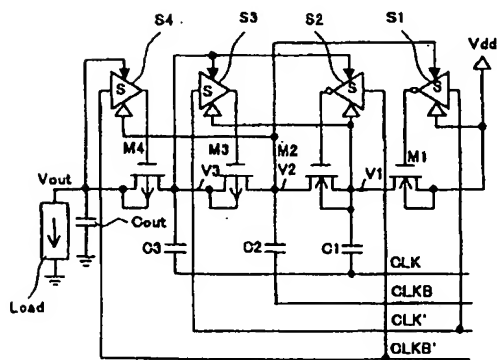 S4 S3 S2 S1
Vdd
S S S S
M4 M3 M2 M1
Vout V3 V2 V1
Cout C3 C2 C1
CLK
Load
CLKB
CLK'
CLKB'